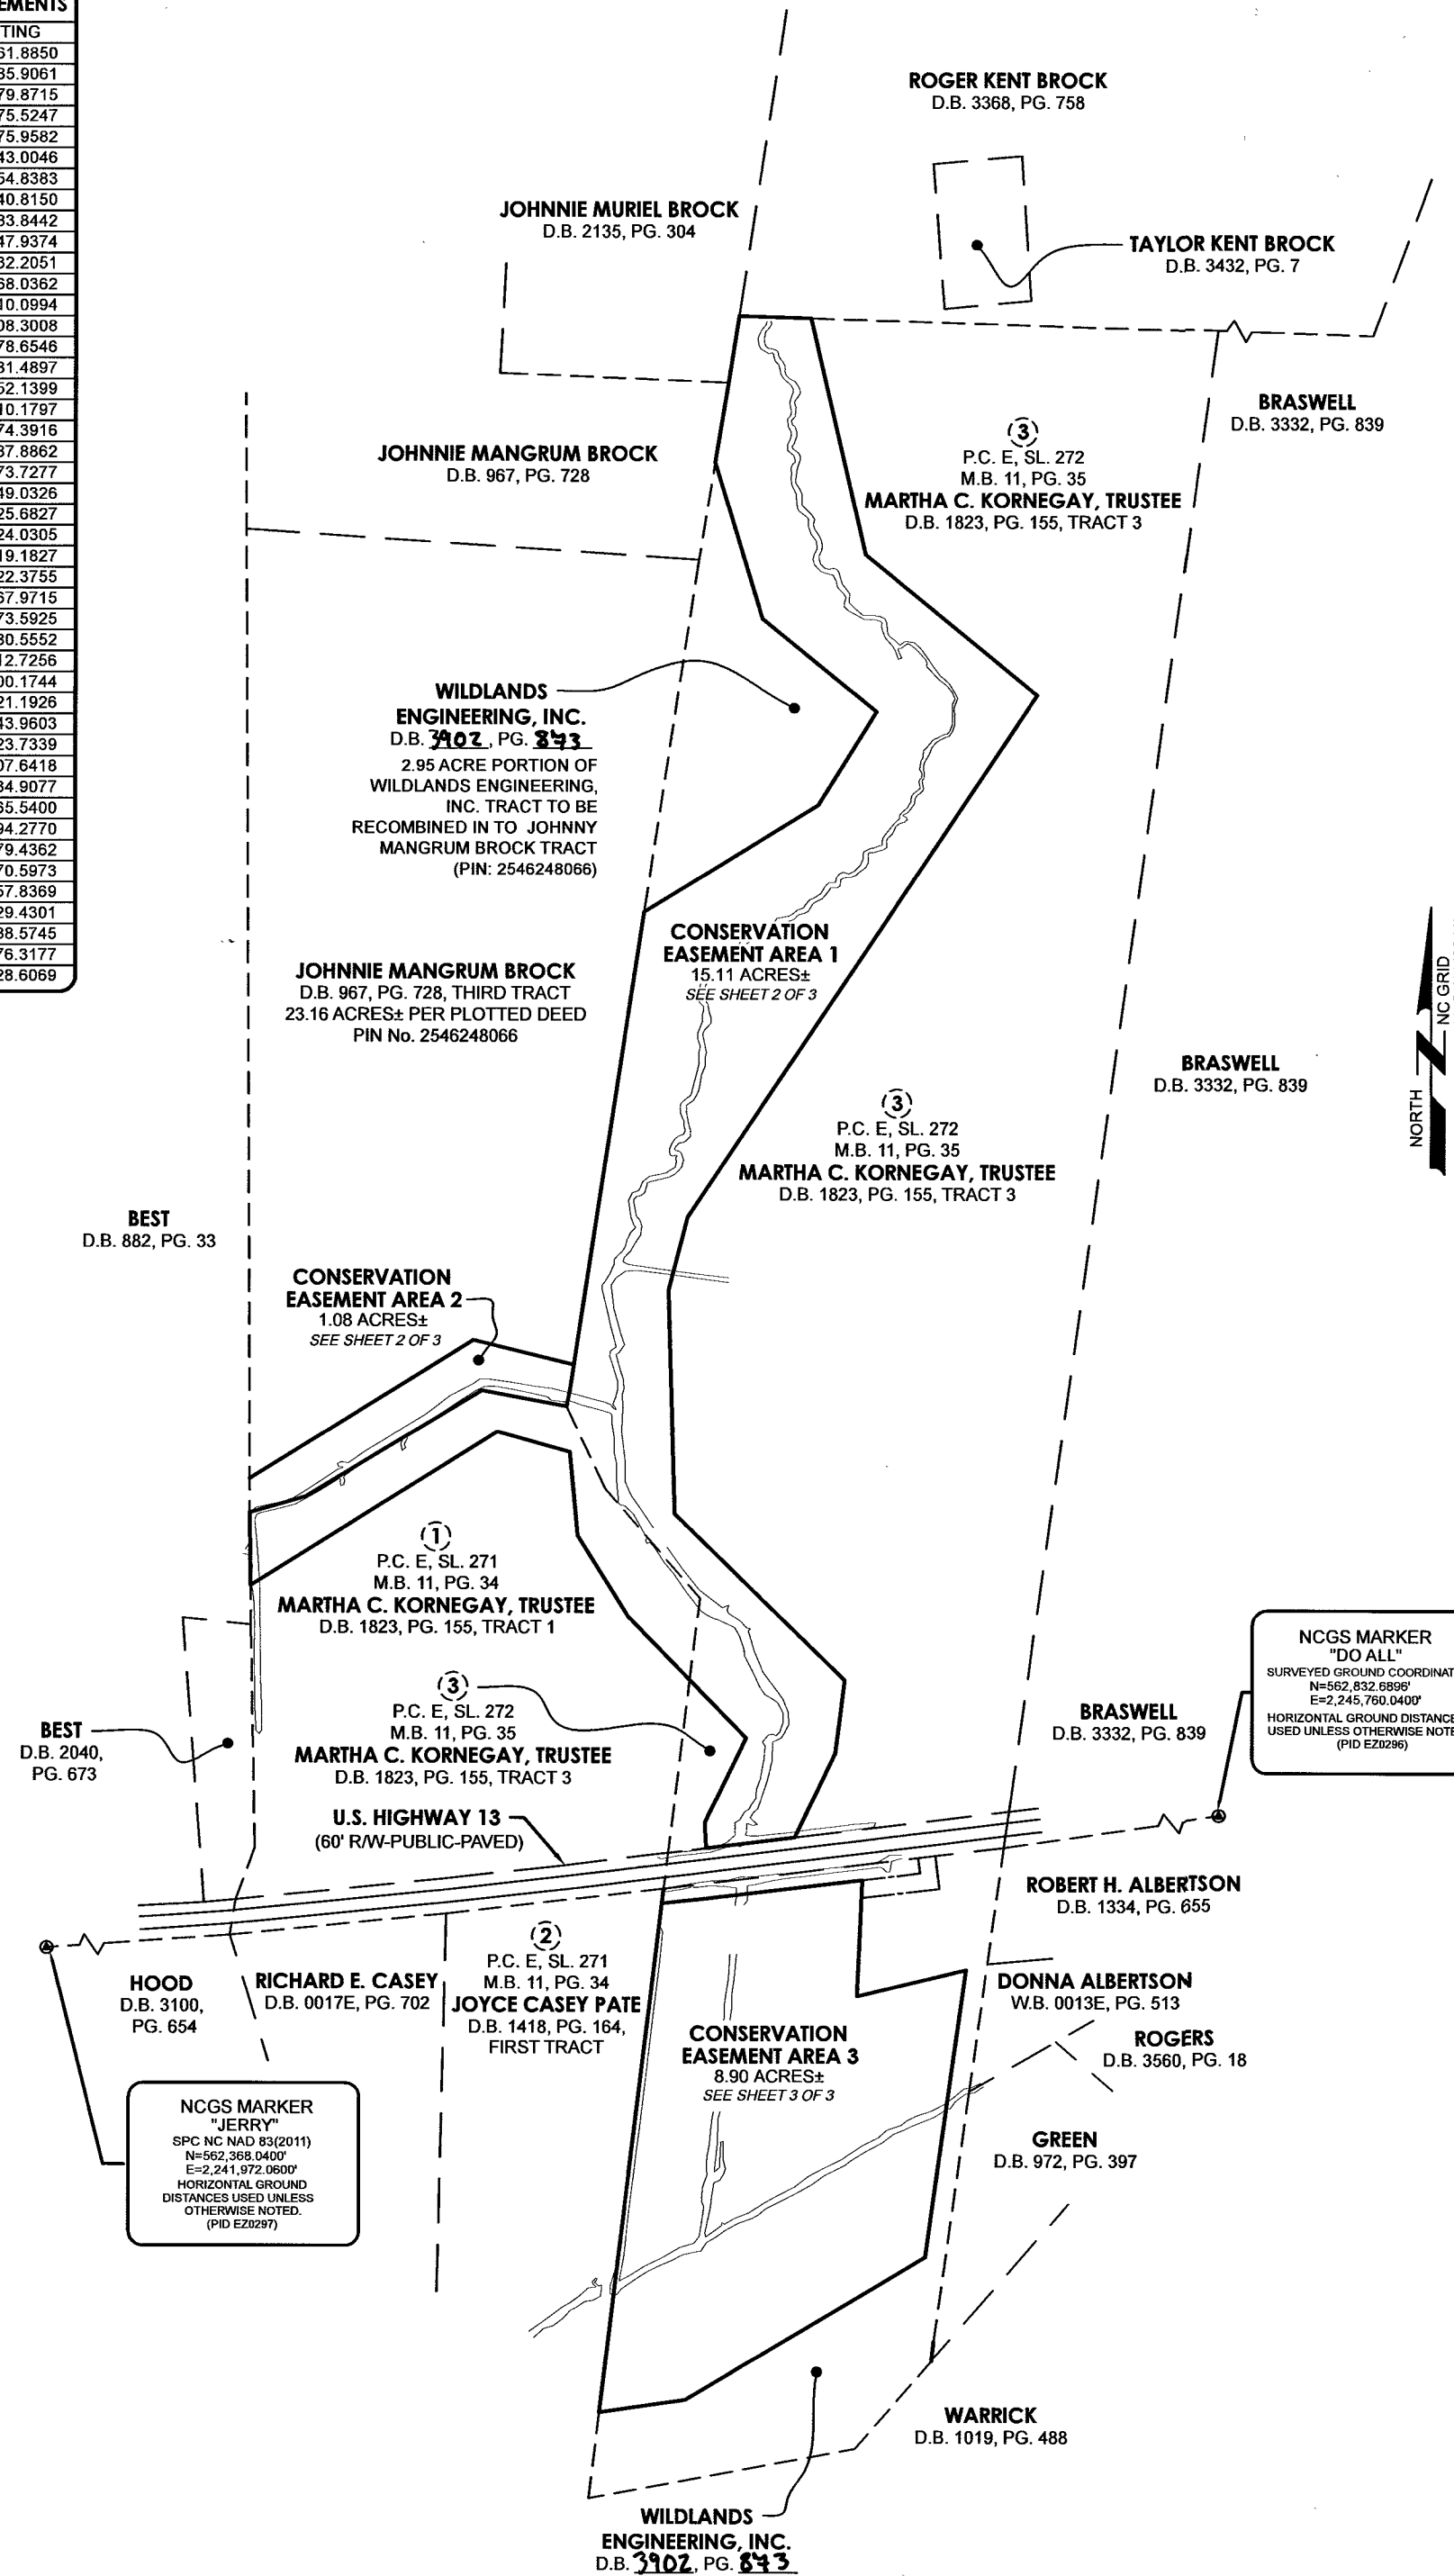 EMENTS
TING
61.8850
35.9061
79.8715
75.5247
75.9582
43.0046
54.8383
40.8150
33.8442
47.9374
32.2051
68.0362
10.0994
08.3008
78.6546
31.4897
52.1399
10.1797
74.3916
37.8862
73.7277
49.0326
25.6827
24.0305
19.1827
22.3755
67.9715
73.5925
30.5552
12.7256
00.1744
21.1926
43.9603
23.7339
07.6418
34.9077
65.5400
94.2770
79.4362
70.5973
57.8369
29.4301
38.5745
76.3177
28.6069
ROGER KENT BROCK
D.B. 3368, PG. 758
JOHNNIE MURIEL BROCK
D.B. 2135, PG. 304
TAYLOR KENT BROCK
D.B. 3432, PG. 7
BRASWELL
D.B. 3332, PG. 839
JOHNNIE MANGRUM BROCK
D.B. 967, PG. 728
3
P.C. E, SL. 272
M.B. 11, PG. 35
MARTHA C. KORNEGAY, TRUSTEE
D.B. 1823, PG. 155, TRACT 3
WILDLANDS
ENGINEERING, INC.
D.B. 3902, PG. 873
2.95 ACRE PORTION OF
WILDLANDS ENGINEERING,
INC. TRACT TO BE
RECOMBINED IN TO JOHNNY
MANGRUM BROCK TRACT
(PIN: 2546248066)
CONSERVATION
EASEMENT AREA 1
15.11 ACRES±
SEE SHEET 2 OF 3
JOHNNIE MANGRUM BROCK
D.B. 967, PG. 728, THIRD TRACT
23.16 ACRES± PER PLOTTED DEED
PIN No. 2546248066
NORTH
NC GRID
BRASWELL
D.B. 3332, PG. 839
3
P.C. E, SL. 272
M.B. 11, PG. 35
MARTHA C. KORNEGAY, TRUSTEE
D.B. 1823, PG. 155, TRACT 3
BEST
D.B. 882, PG. 33
CONSERVATION
EASEMENT AREA 2
1.08 ACRES±
SEE SHEET 2 OF 3
1
P.C. E, SL. 271
M.B. 11, PG. 34
MARTHA C. KORNEGAY, TRUSTEE
D.B. 1823, PG. 155, TRACT 1
3
P.C. E, SL. 272
M.B. 11, PG. 35
MARTHA C. KORNEGAY, TRUSTEE
D.B. 1823, PG. 155, TRACT 3
BEST
D.B. 2040,
PG. 673
BRASWELL
D.B. 3332, PG. 839
NCGS MARKER
"DO ALL"
SURVEYED GROUND COORDINAT
N=562,832.6896'
E=2,245,760.0400'
HORIZONTAL GROUND DISTANCE
USED UNLESS OTHERWISE NOTE
(PID EZ0296)
U.S. HIGHWAY 13
(60' R/W-PUBLIC-PAVED)
ROBERT H. ALBERTSON
D.B. 1334, PG. 655
HOOD
D.B. 3100,
PG. 654
RICHARD E. CASEY
D.B. 0017E, PG. 702
2
P.C. E, SL. 271
M.B. 11, PG. 34
JOYCE CASEY PATE
D.B. 1418, PG. 164,
FIRST TRACT
DONNA ALBERTSON
W.B. 0013E, PG. 513
ROGERS
D.B. 3560, PG. 18
CONSERVATION
EASEMENT AREA 3
8.90 ACRES±
SEE SHEET 3 OF 3
NCGS MARKER
"JERRY"
SPC NC NAD 83(2011)
N=562,368.0400'
E=2,241,972.0600'
HORIZONTAL GROUND
DISTANCES USED UNLESS
OTHERWISE NOTED.
(PID EZ0297)
GREEN
D.B. 972, PG. 397
WARRICK
D.B. 1019, PG. 488
WILDLANDS
ENGINEERING, INC.
D.B. 3902, PG. 873